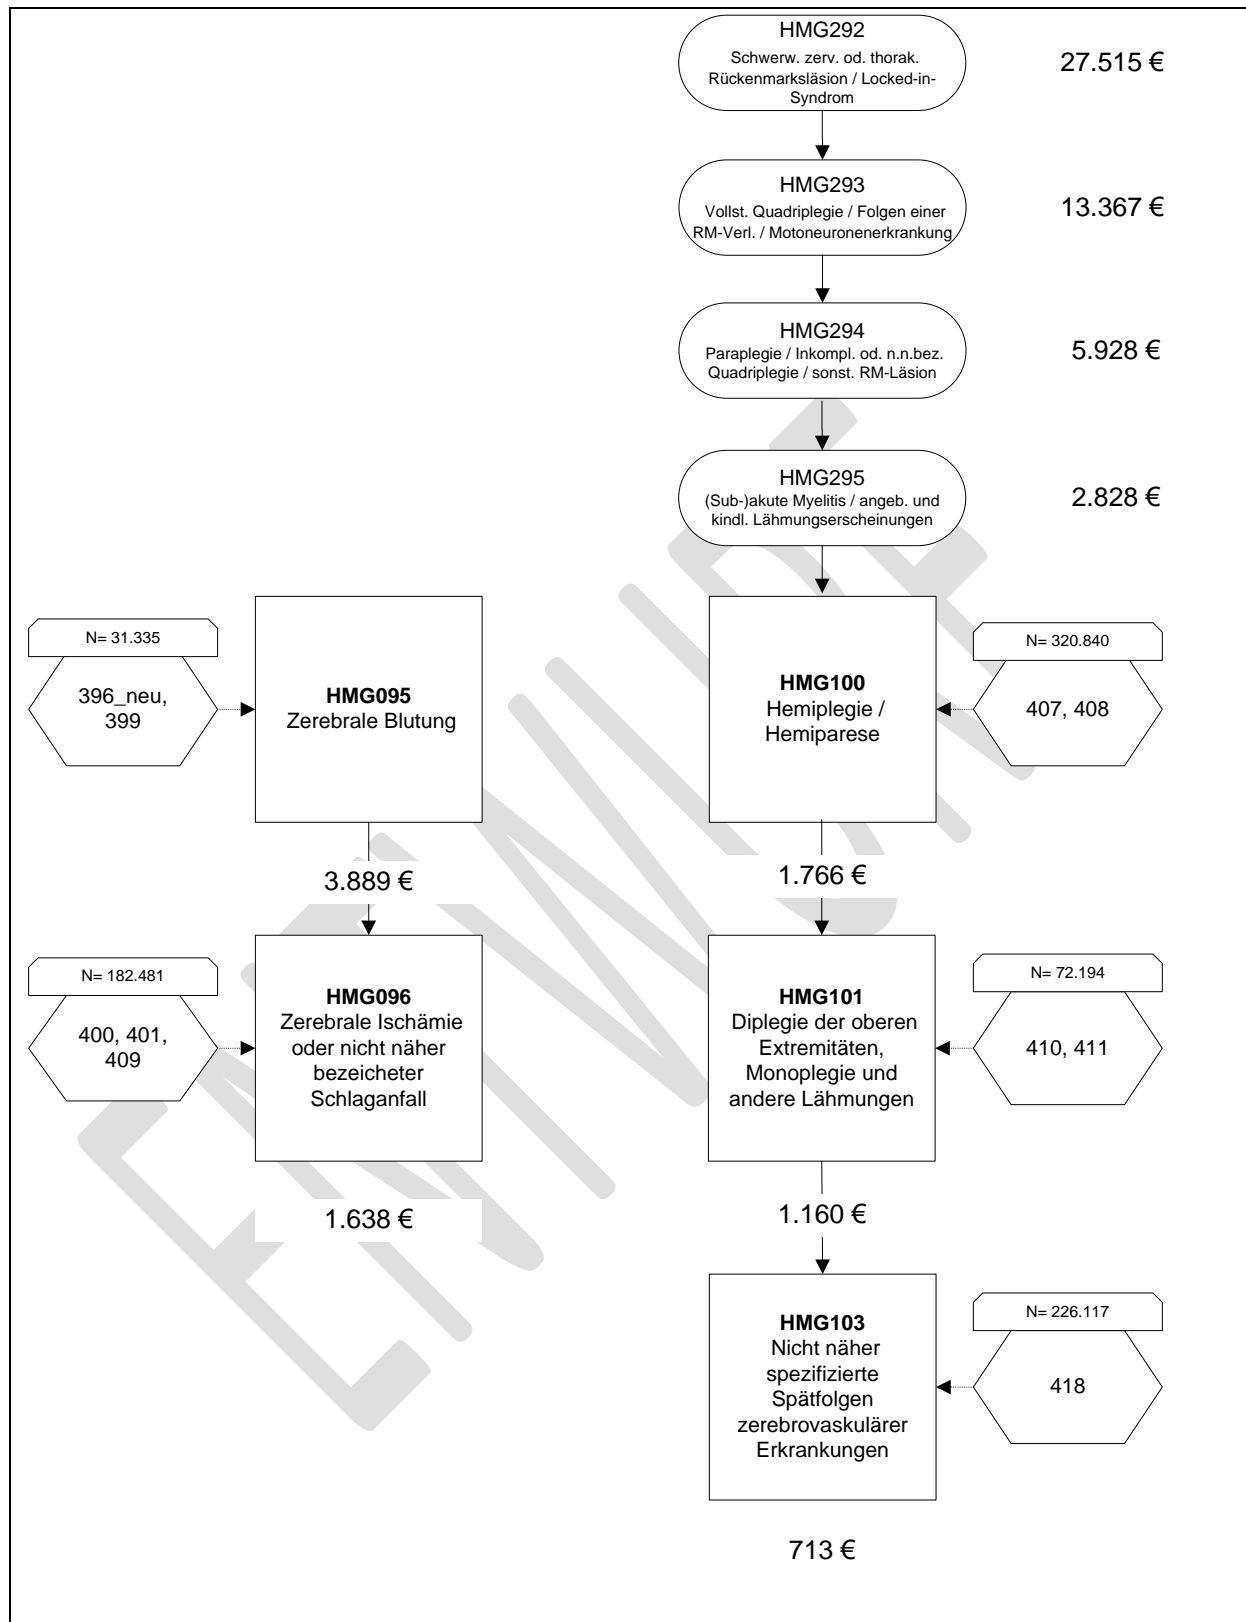 HMG292
Schwerw. zerv. od. thorak.
Rückenmarksläsion / Locked-in-
Syndrom
27.515 €
HMG293
Vollst. Quadriplegie / Folgen einer
RM-Verl. / Motoneuronenerkrankung
13.367 €
HMG294
Paraplegie / Inkompl. od. n.n.bez.
Quadriplegie / sonst. RM-Läsion
5.928 €
HMG295
(Sub-)akute Myelitis / angeb. und
kindl. Lähmungserscheinungen
2.828 €
N= 31.335
396_neu,
399
HMG095
Zerebrale Blutung
HMG100
Hemiplegie /
Hemiparese
N= 320.840
407, 408
3.889 €
1.766 €
N= 182.481
400, 401,
409
HMG096
Zerebrale Ischämie
oder nicht näher
bezeicheter
Schlaganfall
HMG101
Diplegie der oberen
Extremitäten,
Monoplegie und
andere Lähmungen
N= 72.194
410, 411
1.638 €
1.160 €
HMG103
Nicht näher
spezifizierte
Spätfolgen
zerebrovaskulärer
Erkrankungen
N= 226.117
418
713 €
ENTWURF